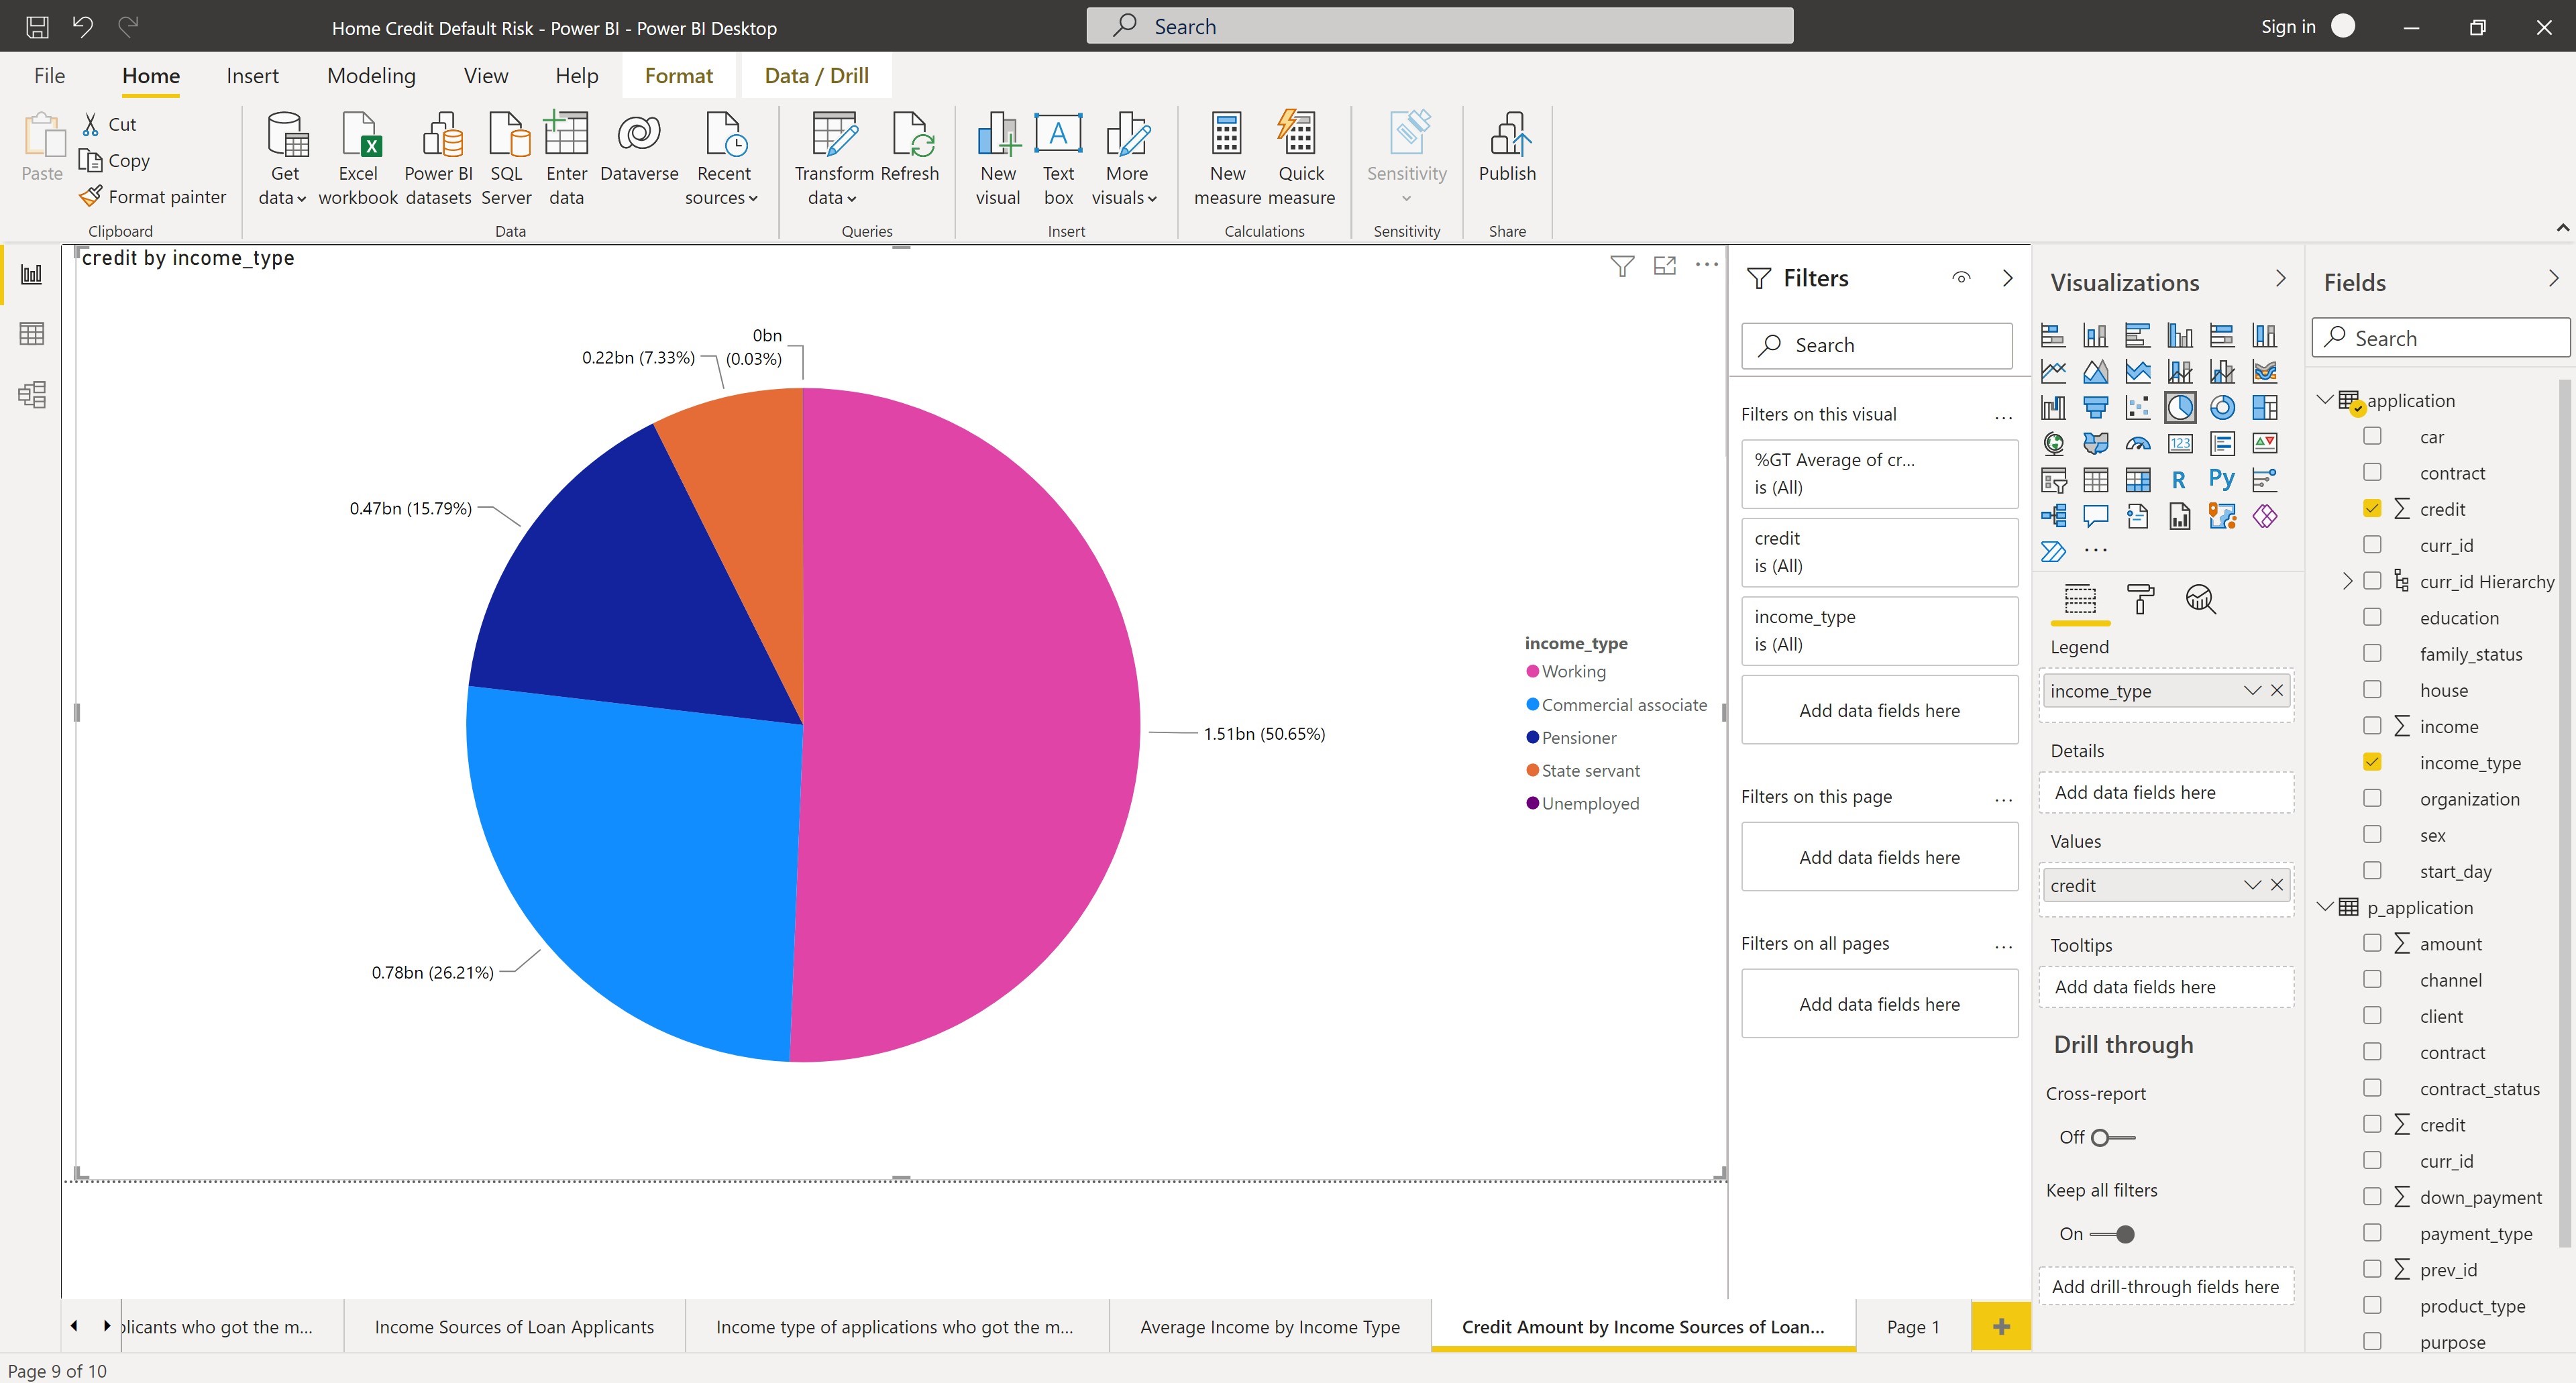 Home Credit Default Risk - Power BI - Power BI Desktop
Search
Sign in
File
Home
Insert
Modeling
View
Help
Format
Data / Drill
Paste
Cut
Copy
Format painter
Clipboard
Get
data
Excel
workbook
Power BI
datasets
SQL
Server
Enter
data
Dataverse
Recent
sources
Data
Transform
data
Refresh
Queries
New
visual
Text
box
More
visuals
Insert
New
measure
Quick
measure
Calculations
Sensitivity
Sensitivity
Publish
Share
credit by income_type
0bn
(0.03%)
0.22bn (7.33%)
0.47bn (15.79%)
1.51bn (50.65%)
0.78bn (26.21%)
income_type
Working
Commercial associate
Pensioner
State servant
Unemployed
Filters
Search
Filters on this visual
...
%GT Average of cr...
is (All)
credit
is (All)
income_type
is (All)
Add data fields here
Filters on this page
...
Add data fields here
Filters on all pages
...
Add data fields here
Visualizations
123
R
Py
...
Legend
income_type
Details
Add data fields here
Values
credit
Tooltips
Add data fields here
Drill through
Cross-report
Off
Keep all filters
On
Add drill-through fields here
Fields
Search
application
car
contract
credit
curr_id
curr_id Hierarchy
education
family_status
house
income
income_type
organization
sex
start_day
p_application
amount
channel
client
contract
contract_status
credit
curr_id
down_payment
payment_type
prev_id
product_type
purpose
licants who got the m...
Income Sources of Loan Applicants
Income type of applications who got the m...
Average Income by Income Type
Credit Amount by Income Sources of Loan...
Page 1
Page 9 of 10